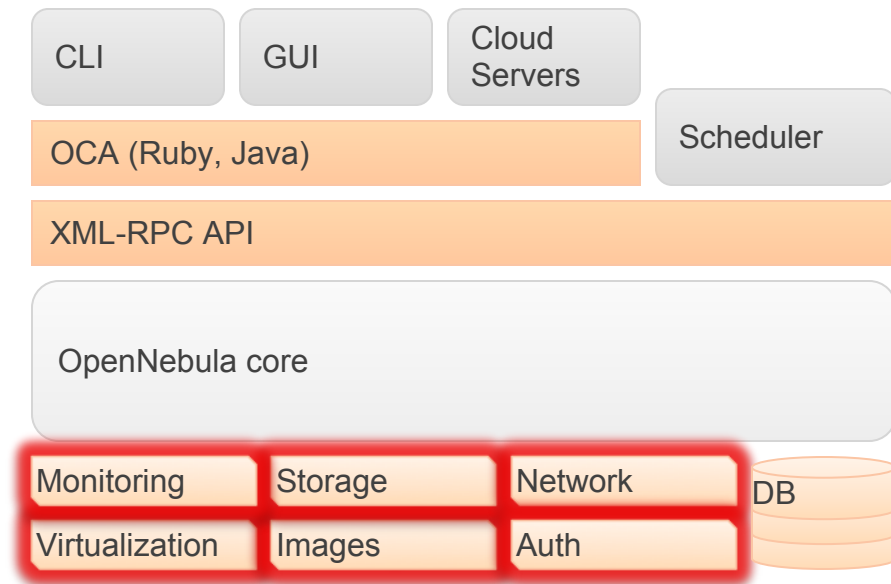 CLI
GUI
Cloud
Servers
Scheduler
OCA (Ruby, Java)
XML-RPC API
OpenNebula core
Monitoring
Storage
Network
DB
Virtualization
Images
Auth